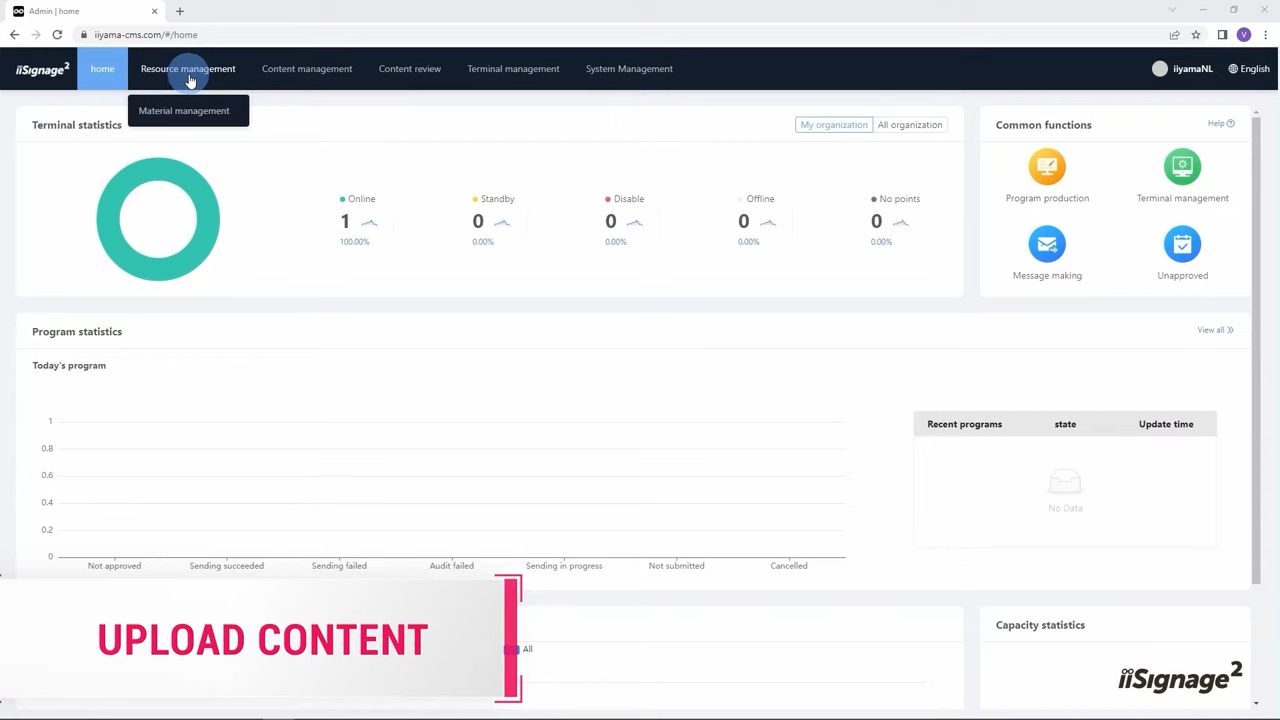 Admin | home
iiyama-cms.com/#/home
V
iiSignage² home Resource management Content management Content review Terminal management System Management iiyamaNL English
Material management
Terminal statistics My organization All organization
Online Standby Disable Offline No points
1 0 0 0 0
100.00% 0.00% 0.00% 0.00% 0.00%
Common functions Help
Program production Terminal management
Message making Unapproved
Program statistics View all
Today's program
1
0.8
0.6
0.4
0.2
0
Not approved Sending succeeded Sending failed Audit failed Sending in progress Not submitted Cancelled
Recent programs state Update time
No Data
UPLOAD CONTENT
All
Capacity statistics
iiSignage²